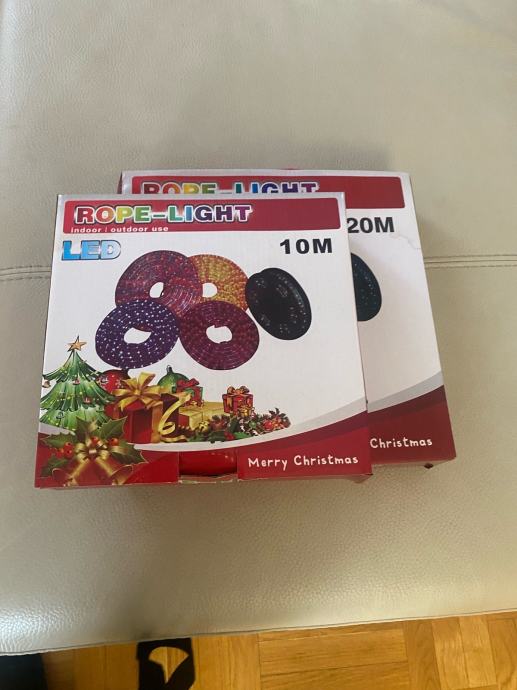 ROPE-LIGHT
ROPE-LIGHT
indoor | outdoor use
LED
10M
20M
Merry Christmas
Christmas